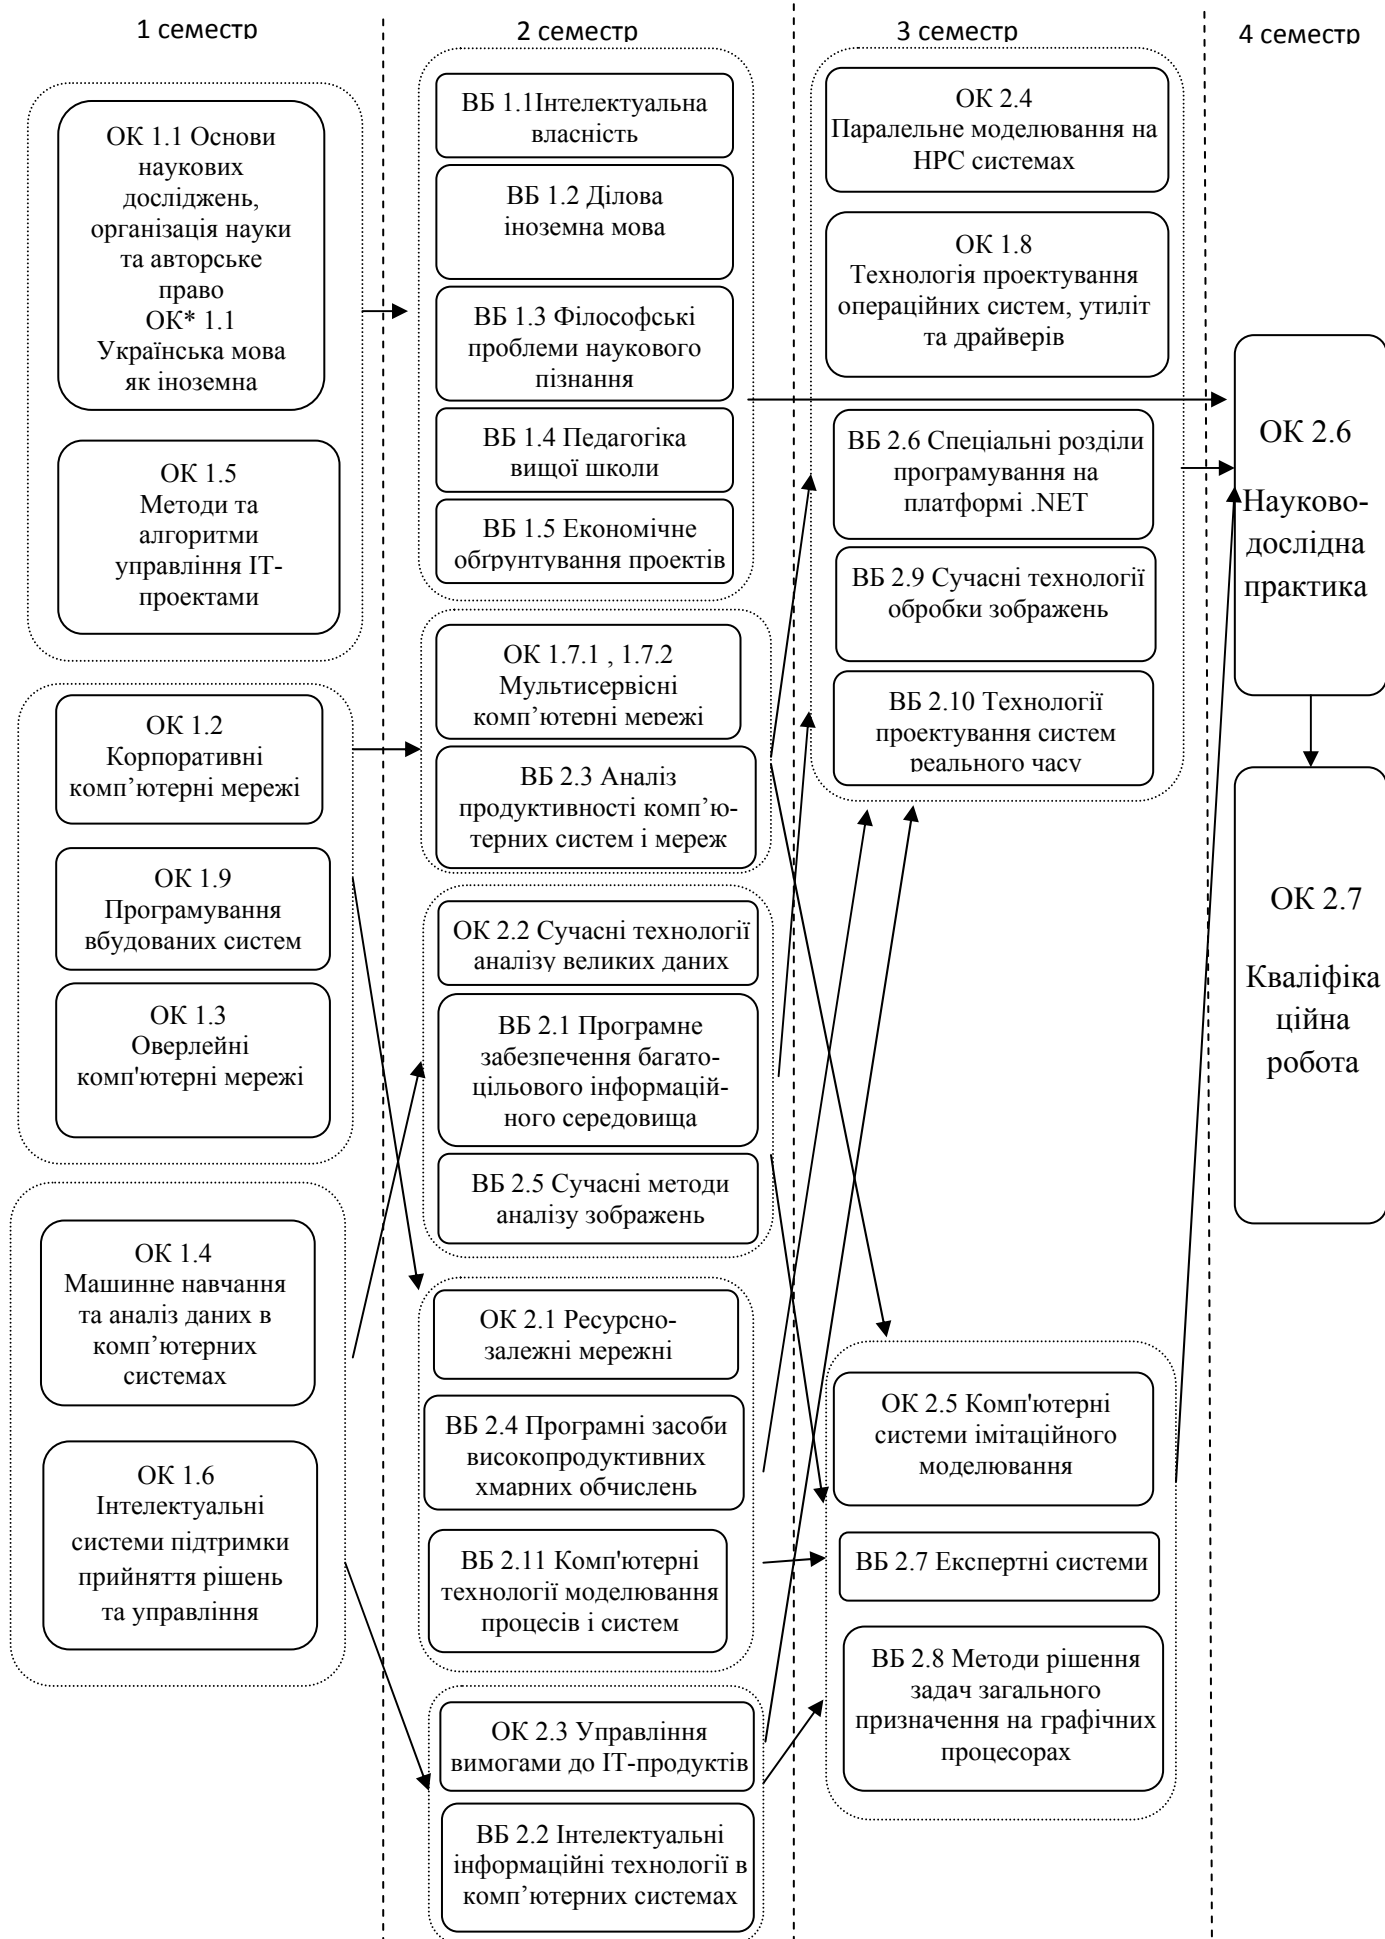 1 семестр
2 семестр
3 семестр
4 семестр
ОК 1.1 Основи
наукових
досліджень,
організація науки
та авторське
право
ОК* 1.1
Українська мова
як іноземна
ОК 1.5
Методи та
алгоритми
управління ІТ-
проектами
ОК 1.2
Корпоративні
комп’ютерні мережі
ОК 1.9
Програмування
вбудованих систем
ОК 1.3
Оверлейні
комп'ютерні мережі
ОК 1.4
Машинне навчання
та аналіз даних в
комп’ютерних
системах
ОК 1.6
Інтелектуальні
системи підтримки
прийняття рішень
та управління
ВБ 1.1Інтелектуальна
власність
ВБ 1.2 Ділова
іноземна мова
ВБ 1.3 Філософські
проблеми наукового
пізнання
ВБ 1.4 Педагогіка
вищої школи
ВБ 1.5 Економічне
обґрунтування проектів
ОК 1.7.1 , 1.7.2
Мультисервісні
комп’ютерні мережі
ВБ 2.3 Аналіз
продуктивності комп’ю-
терних систем і мереж
ОК 2.2 Сучасні технології
аналізу великих даних
ВБ 2.1 Програмне
забезпечення багато-
цільового інформацій-
ного середовища
ВБ 2.5 Сучасні методи
аналізу зображень
ОК 2.1 Ресурсно-
залежні мережні
ВБ 2.4 Програмні засоби
високопродуктивних
хмарних обчислень
ВБ 2.11 Комп'ютерні
технології моделювання
процесів і систем
ОК 2.3 Управління
вимогами до ІТ-продуктів
ВБ 2.2 Інтелектуальні
інформаційні технології в
комп’ютерних системах
ОК 2.4
Паралельне моделювання на
HPC системах
ОК 1.8
Технологія проектування
операційних систем, утиліт
та драйверів
ВБ 2.6 Спеціальні розділи
програмування на
платформі .NET
ВБ 2.9 Сучасні технології
обробки зображень
ВБ 2.10 Технології
проектування систем
реального часу
ОК 2.5 Комп'ютерні
системи імітаційного
моделювання
ВБ 2.7 Експертні системи
ВБ 2.8 Методи рішення
задач загального
призначення на графічних
процесорах
ОК 2.6
Науково-
дослідна
практика
ОК 2.7
Кваліфіка
ційна
робота